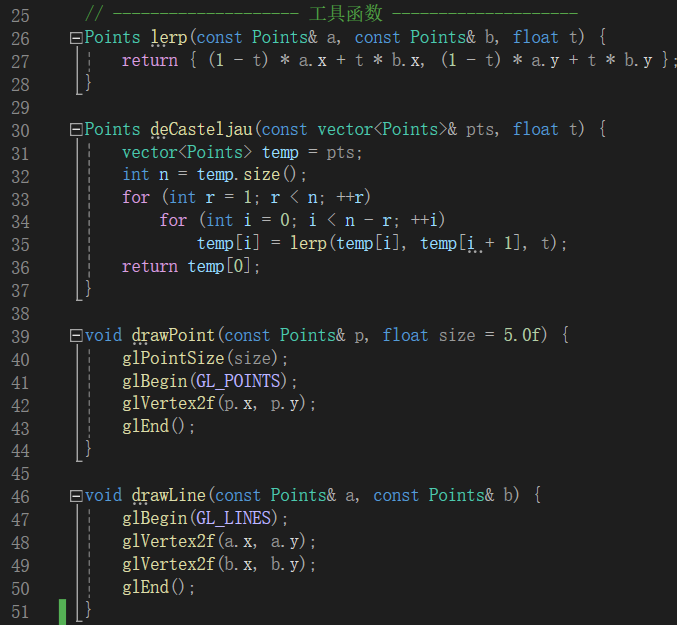 25 // -------------------- 工具函数 --------------------
26 Points lerp(const Points& a, const Points& b, float t) {
27     return { (1 - t) * a.x + t * b.x, (1 - t) * a.y + t * b.y };
28 }
29
30 Points deCasteljau(const vector<Points>& pts, float t) {
31     vector<Points> temp = pts;
32     int n = temp.size();
33     for (int r = 1; r < n; ++r)
34         for (int i = 0; i < n - r; ++i)
35             temp[i] = lerp(temp[i], temp[i + 1], t);
36     return temp[0];
37 }
38
39 void drawPoint(const Points& p, float size = 5.0f) {
40     glPointSize(size);
41     glBegin(GL_POINTS);
42     glVertex2f(p.x, p.y);
43     glEnd();
44 }
45
46 void drawLine(const Points& a, const Points& b) {
47     glBegin(GL_LINES);
48     glVertex2f(a.x, a.y);
49     glVertex2f(b.x, b.y);
50     glEnd();
51 }